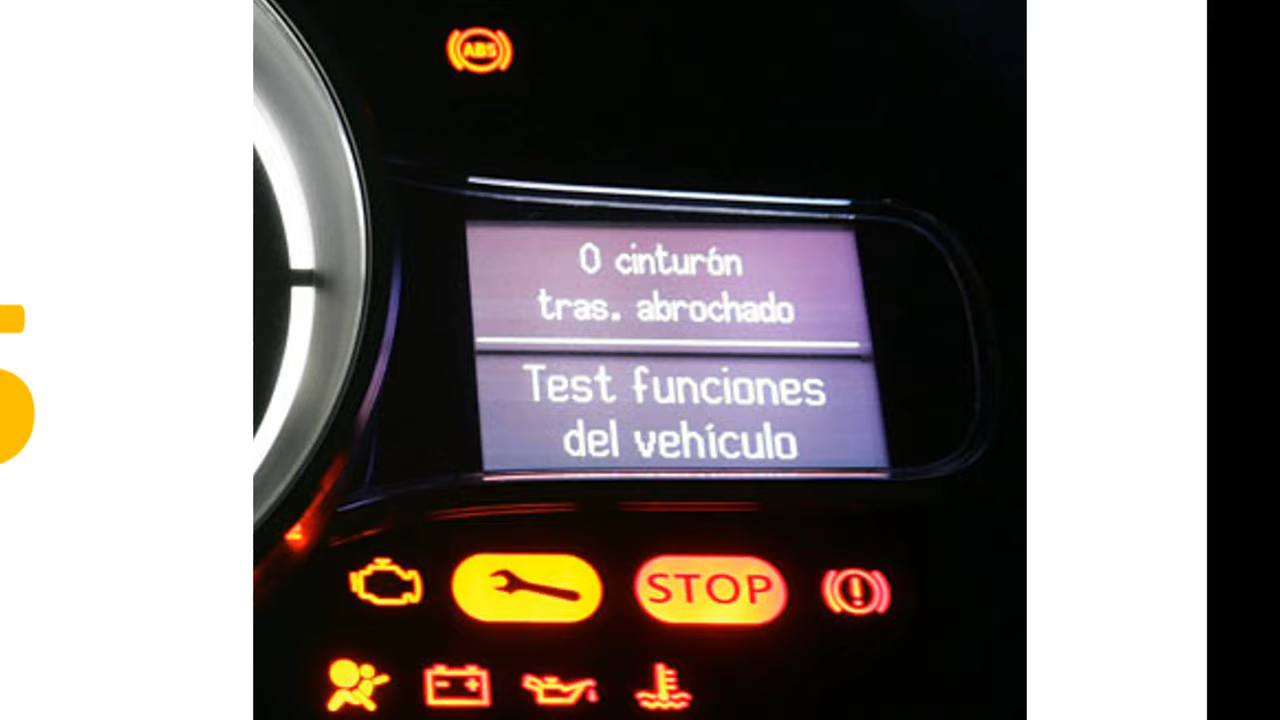 ABS
0 cinturón
tras. abrochado
Test funciones
del vehículo
STOP